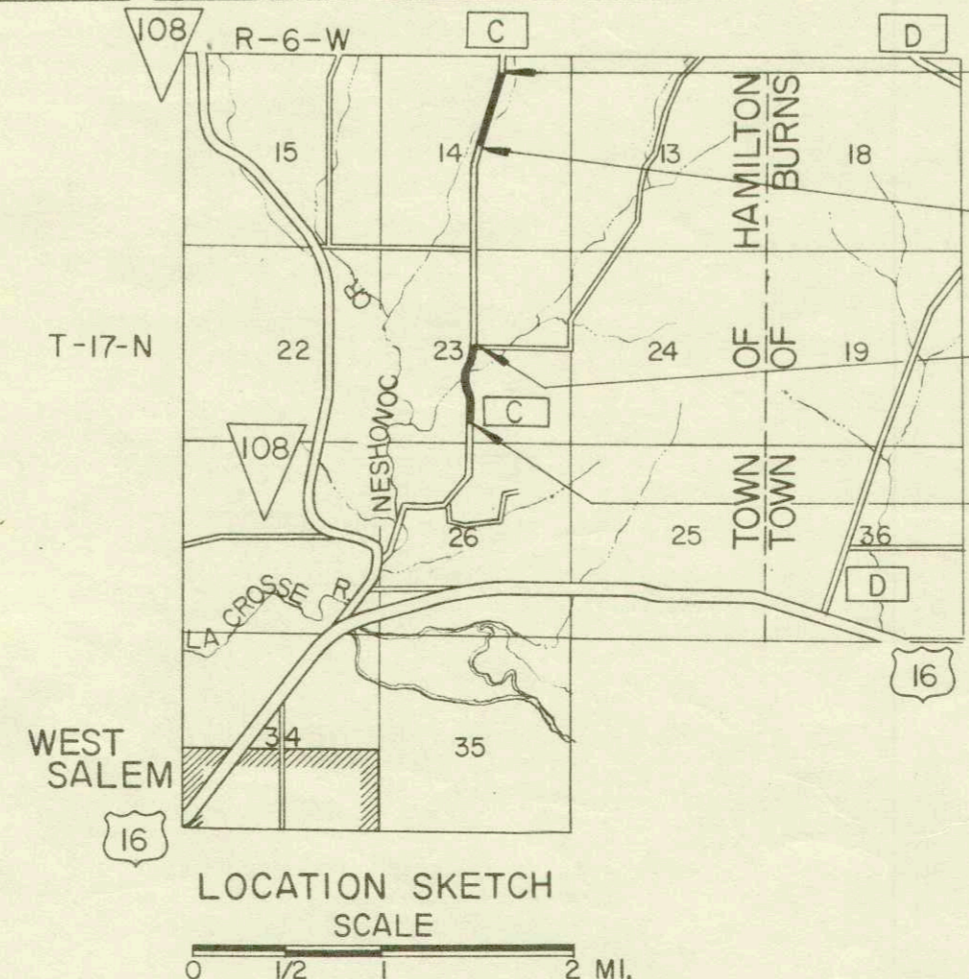 108
R-6-W
C
D
15
14
13
18
HAMILTON
BURNS
CR.
T-17-N
22
23
24
19
OF
OF
C
108
NESHONOC
26
25
36
TOWN
TOWN
D
LA CROSSE R.
16
34
35
WEST
SALEM
16
LOCATION SKETCH
SCALE
0 1/2 1 2 MI.